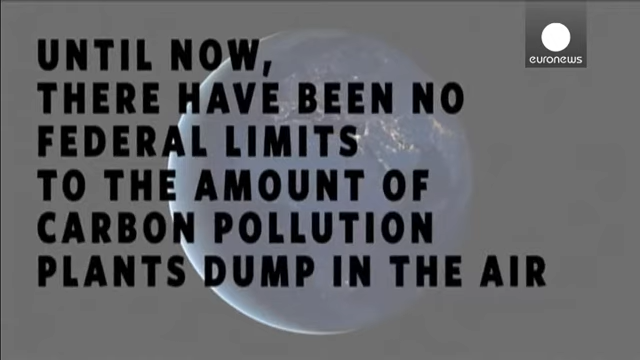 UNTIL NOW,
THERE HAVE BEEN NO
FEDERAL LIMITS
TO THE AMOUNT OF
CARBON POLLUTION
PLANTS DUMP IN THE AIR
euronews